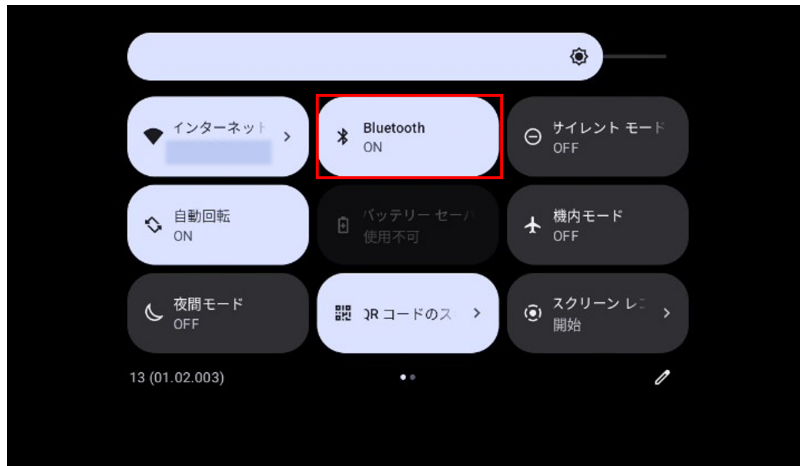 インターネット
Bluetooth
ON
サイレント モード
OFF
自動回転
ON
バッテリー セーバ
使用不可
機内モード
OFF
夜間モード
OFF
QR コードのス
スクリーン レコ
開始
13 (01.02.003)